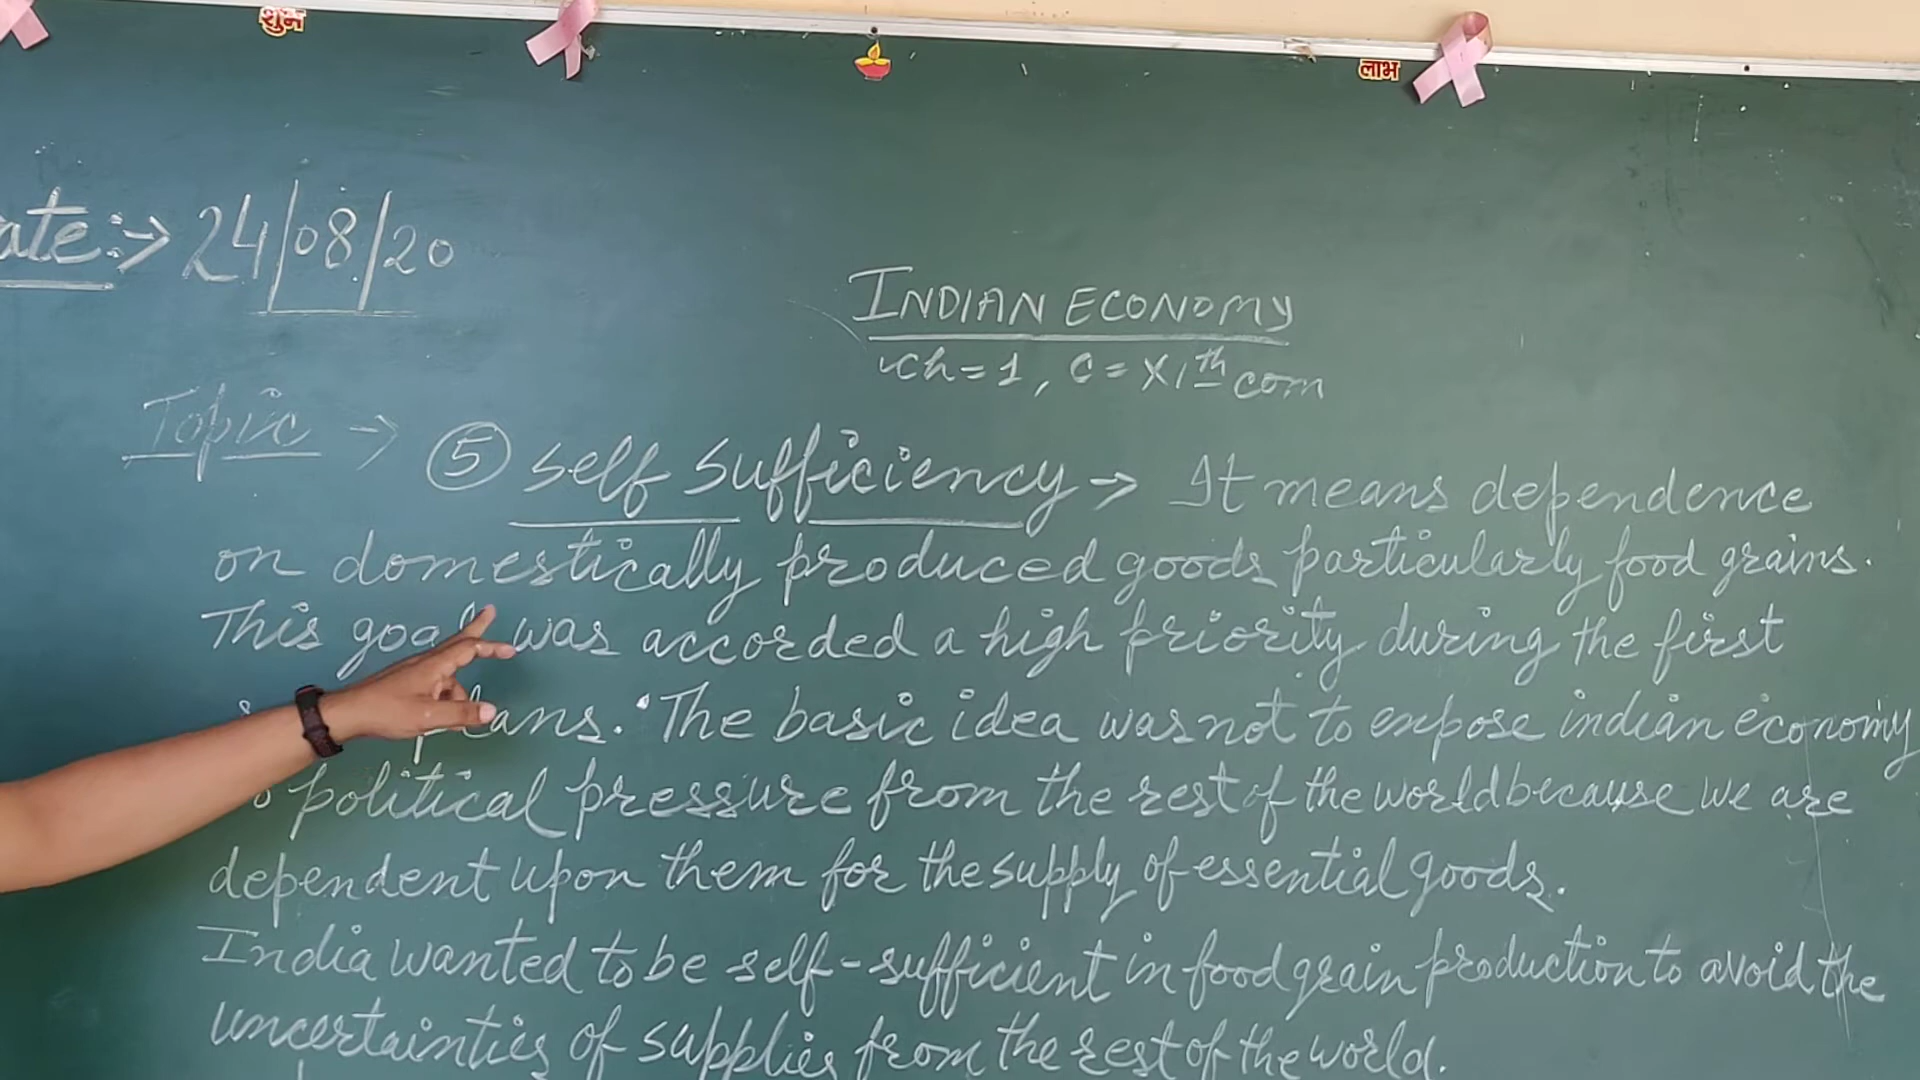 शुभ
लाभ
ate:-> 24/08/20
INDIAN ECONOMY
Ch=1, C=XIth com
Topic -> 5 Self Sufficiency -> It means dependence
on domestically produced goods particularly food grains.
This goal was accorded a high priority during the first
plans. The basic idea was not to expose indian economy
political pressure from the rest of the world because we are
dependent upon them for the supply of essential goods.
India wanted to be self-sufficient in food grain production to avoid the
uncertainties of supplies from the rest of the world.